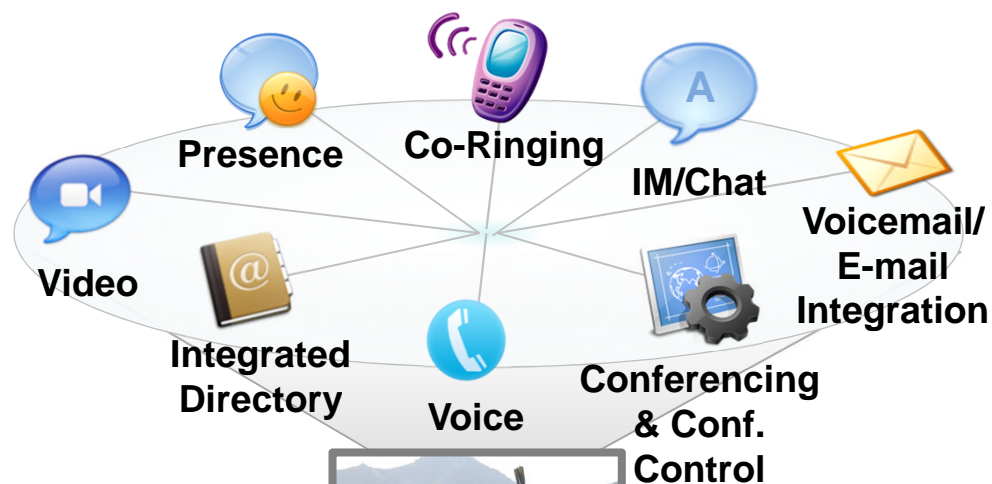 Presence
Co-Ringing
A
IM/Chat
Voicemail/
E-mail
Integration
Video
@
Integrated
Directory
Voice
Conferencing
& Conf.
Control